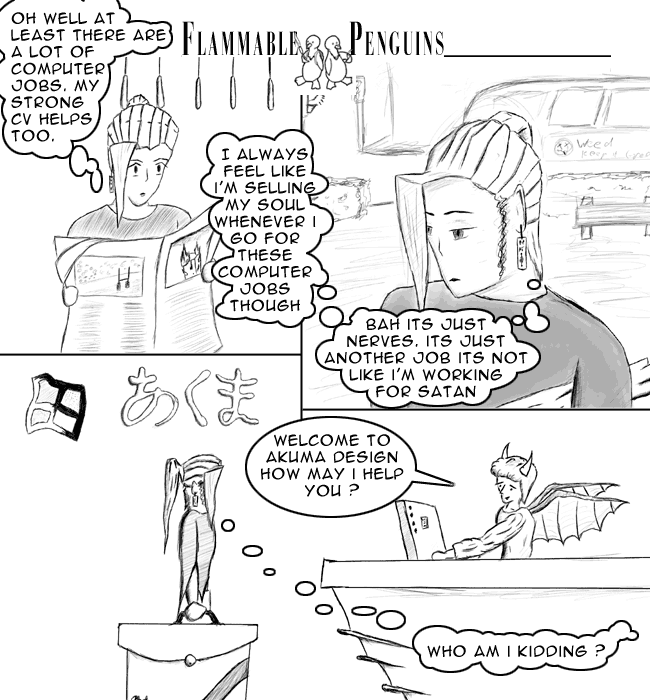 FLAMMABLE PENGUINS
OH WELL AT
LEAST THERE ARE
A LOT OF
COMPUTER
JOBS. MY
STRONG
CV HELPS
TOO.
I ALWAYS
FEEL LIKE
I'M SELLING
MY SOUL
WHENEVER I
GO FOR
THESE
COMPUTER
JOBS
THOUGH
Weed
BAH ITS JUST
NERVES. ITS JUST
ANOTHER JOB ITS NOT
LIKE I'M WORKING
FOR SATAN
あくま
WELCOME TO
AKUMA DESIGN
HOW MAY I HELP
YOU ?
WHO AM I KIDDING ?